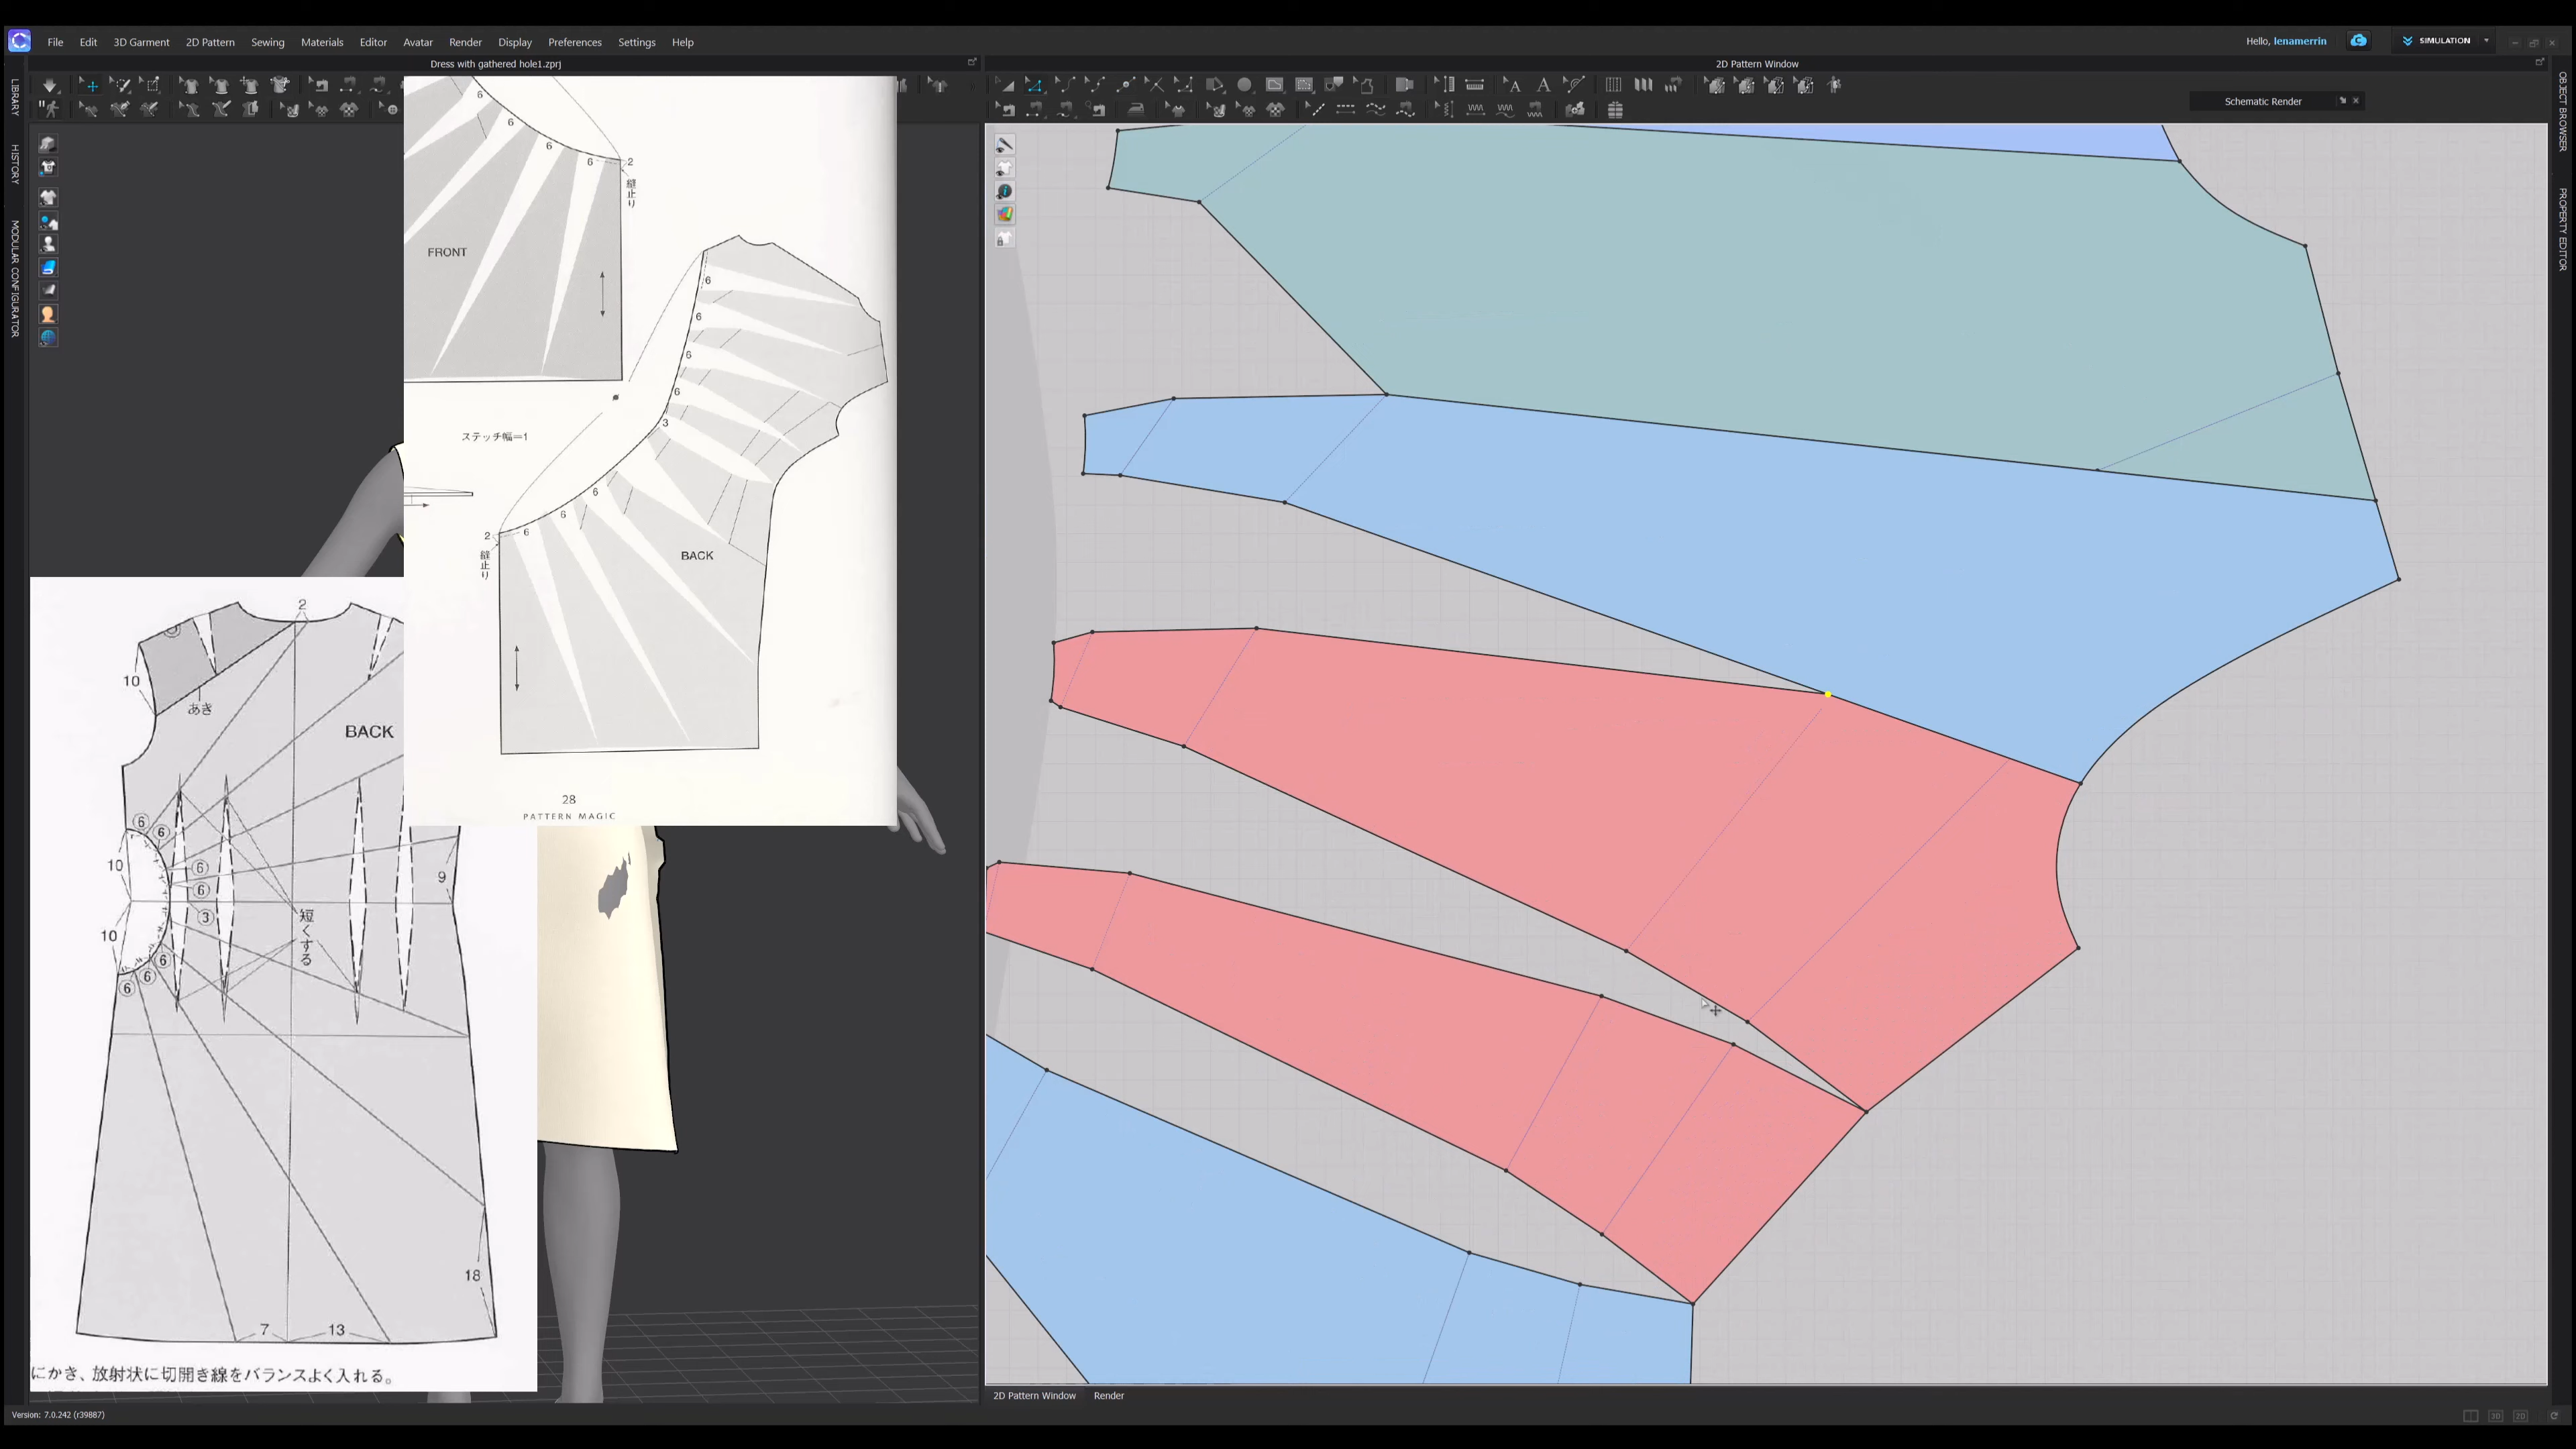 File Edit 3D Garment 2D Pattern Sewing Materials Editor Avatar Render Display Preferences Settings Help
Hello, lenamerrin
SIMULATION
Dress with gathered hole1.zprj
2D Pattern Window
Schematic Render
LIBRARY
HISTORY
MODULAR CONFIGURATOR
OBJECT BROWSER
PROPERTY EDITOR
6
6
6
6
2
縫止り
FRONT
6
6
6
6
3
ステッチ幅=1
6
6
6
2
縫止り
BACK
28
PATTERN MAGIC
2
10
あき
BACK
6
6
10
6
6
3
9
短くする
10
6
6
6
18
7
13
にかき、放射状に切開き線をバランスよく入れる。
2D Pattern Window
Render
Version: 7.0.242 (r39887)
3D
2D